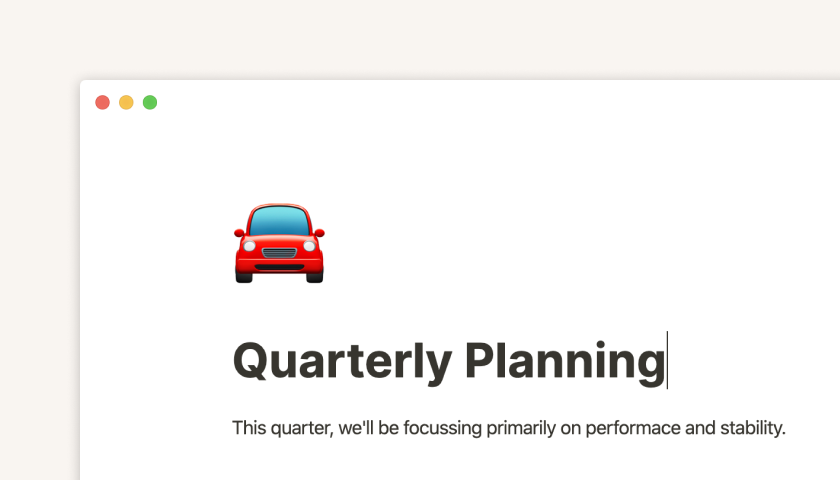 Quarterly Planning
This quarter, we'll be focussing primarily on performace and stability.